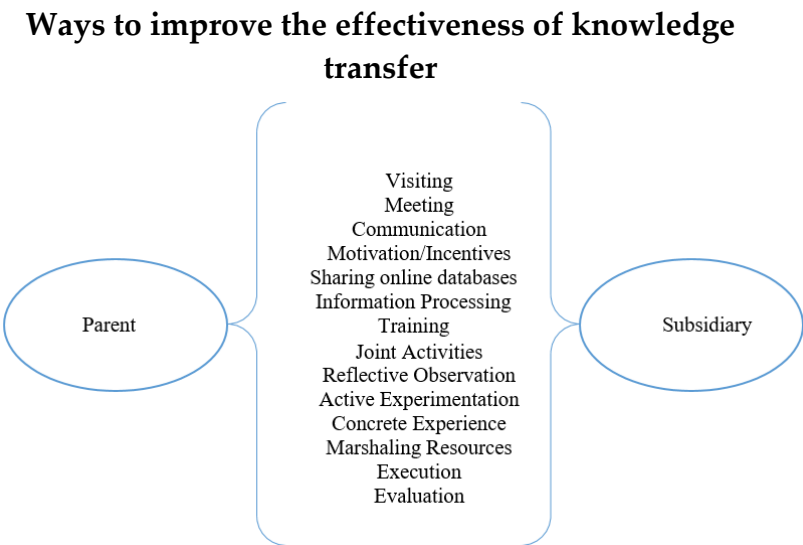 Ways to improve the effectiveness of knowledge
transfer
Visiting
Meeting
Communication
Motivation/Incentives
Sharing online databases
Information Processing
Training
Joint Activities
Reflective Observation
Active Experimentation
Concrete Experience
Marshaling Resources
Execution
Evaluation
Parent
Subsidiary